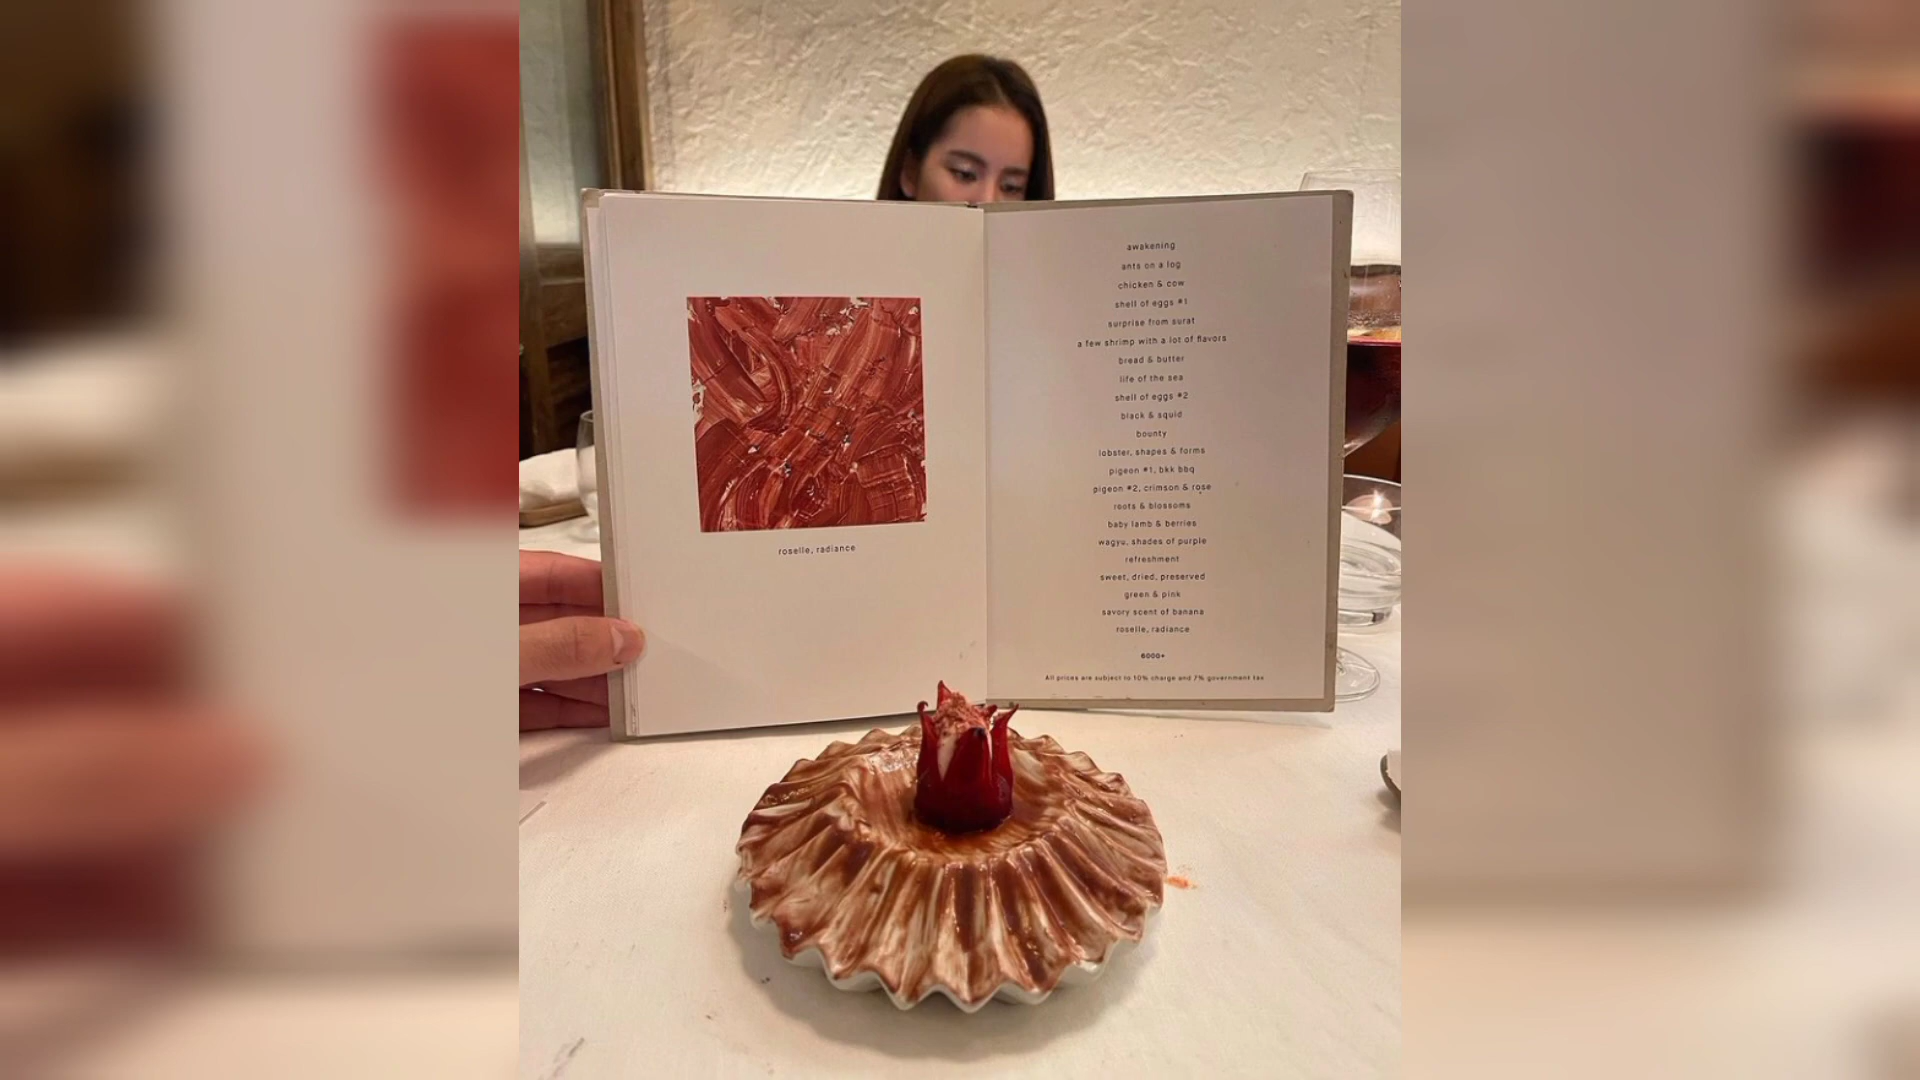 roselle, radiance
awakening
ants on a log
chicken & cow
shell of eggs #1
surprise from surat
a few shrimp with a lot of flavors
bread & butter
life of the sea
shell of eggs #2
black & squid
bounty
lobster, shapes & forms
pigeon #1, bkk bbq
pigeon #2, crimson & rose
roots & blossoms
baby lamb & berries
wagyu, shades of purple
refreshment
sweet, dried, preserved
green & pink
savory scent of banana
roselle, radiance
6000+
All prices are subject to 10% charge and 7% government tax